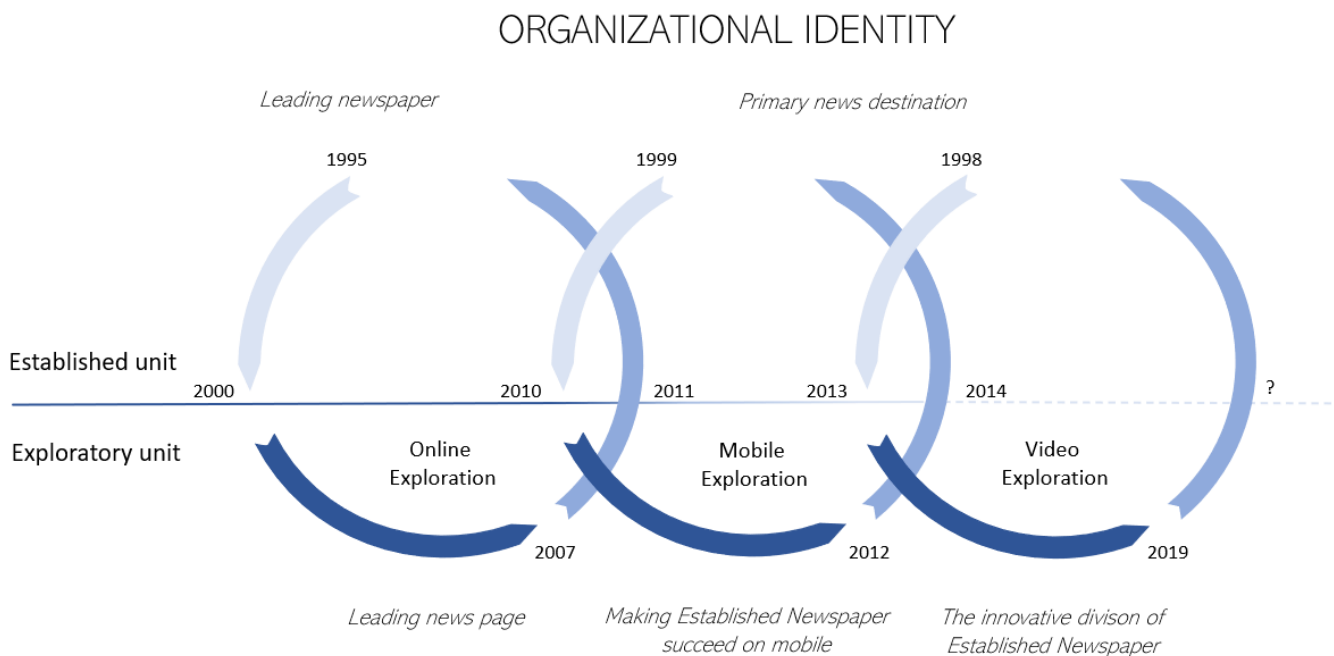 ORGANIZATIONAL IDENTITY
Leading newspaper
Primary news destination
1995
1999
1998
Established unit
2000
2010
2011
2013
2014
?
Exploratory unit
Online
Exploration
Mobile
Exploration
Video
Exploration
2007
2012
2019
Leading news page
Making Established Newspaper
succeed on mobile
The innovative divison of
Established Newspaper